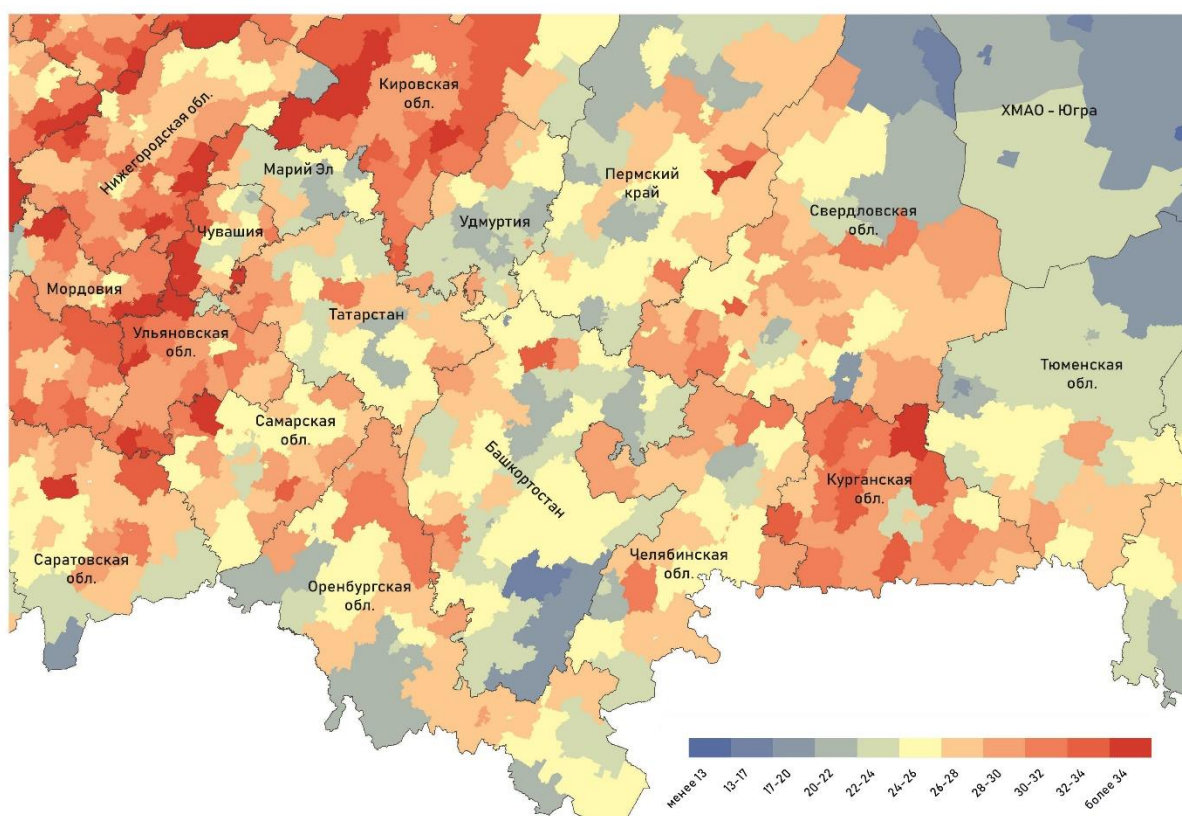 Кировская
обл.
ХМАО - Югра
Нижегородская обл.
Марий Эл
Пермский
край
Удмуртия
Свердловская
обл.
Чувашия
Мордовия
Татарстан
Ульяновская
обл.
Тюменская
обл.
Самарская
обл.
Башкортостан
Курганская
обл.
Саратовская
обл.
Оренбургская
обл.
Челябинская
обл.
менее 13
13-17
17-20
20-22
22-24
24-26
26-28
28-30
30-32
32-34
более 34